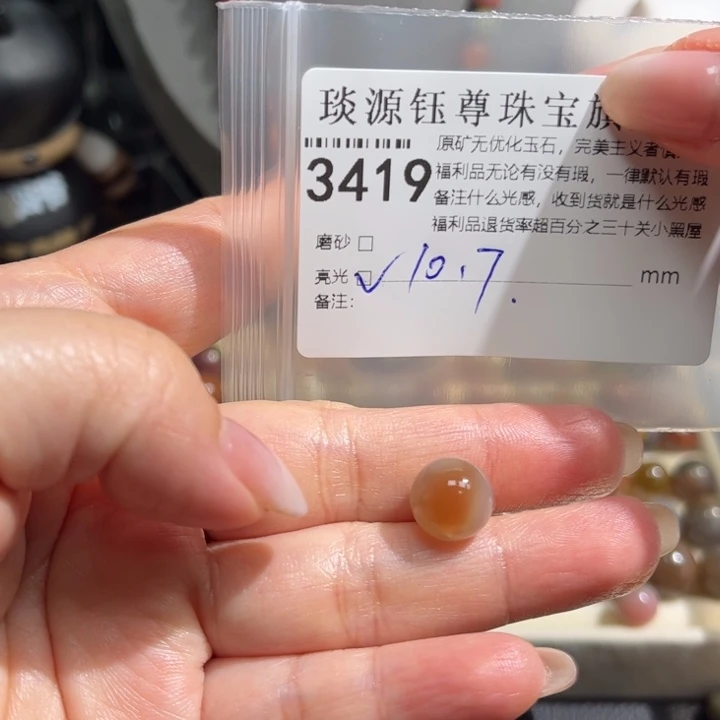 琰源钰尊珠宝旗
原矿无优化玉石，完美主义者慎
3419
福利品无论有没有瑕，一律默认有瑕
备注什么光感，收到货就是什么光感
福利品退货率超百分之三十关小黑屋
磨砂 □
亮光 □ ✓ 10.7. mm
备注：